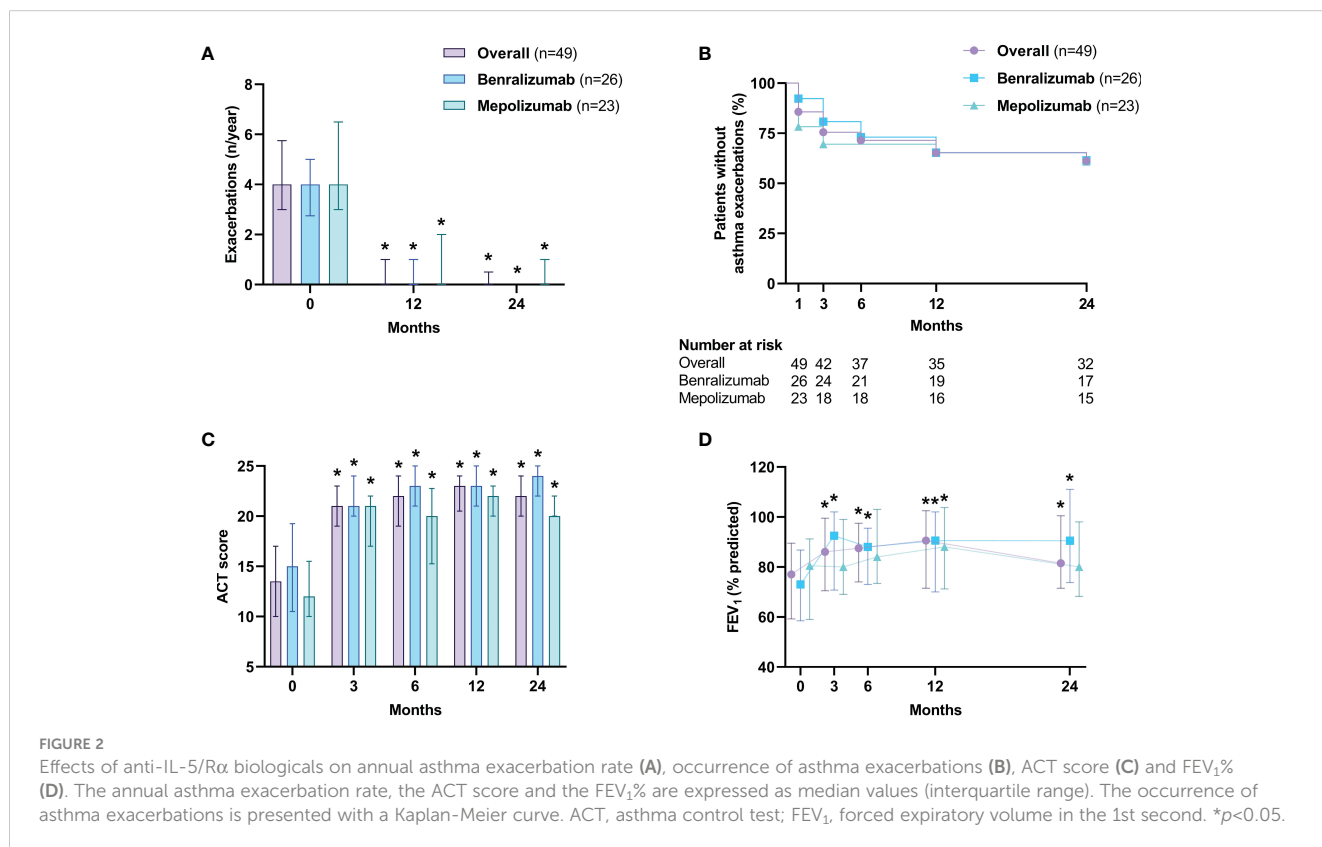 A
Overall (n=49)
Benralizumab (n=26)
Mepolizumab (n=23)
Exacerbations (n/year)
8
6
4
2
0
* * * * * *
0 12 24
Months
B
Overall (n=49)
Benralizumab (n=26)
Mepolizumab (n=23)
Patients without
asthma exacerbations (%)
100
75
50
25
0
1 3 6 12 24
Months
Number at risk
Overall 49 42 37 35 32
Benralizumab 26 24 21 19 17
Mepolizumab 23 18 18 16 15
C
ACT score
25
20
15
10
5
* * * * * * * * * * * *
0 3 6 12 24
Months
D
FEV₁ (% predicted)
120
100
80
60
40
* * * * * * * * *
0 3 6 12 24
Months
FIGURE 2
Effects of anti-IL-5/Rα biologicals on annual asthma exacerbation rate (A), occurrence of asthma exacerbations (B), ACT score (C) and FEV₁%
(D). The annual asthma exacerbation rate, the ACT score and the FEV₁% are expressed as median values (interquartile range). The occurrence of
asthma exacerbations is presented with a Kaplan-Meier curve. ACT, asthma control test; FEV₁, forced expiratory volume in the 1st second. *p<0.05.